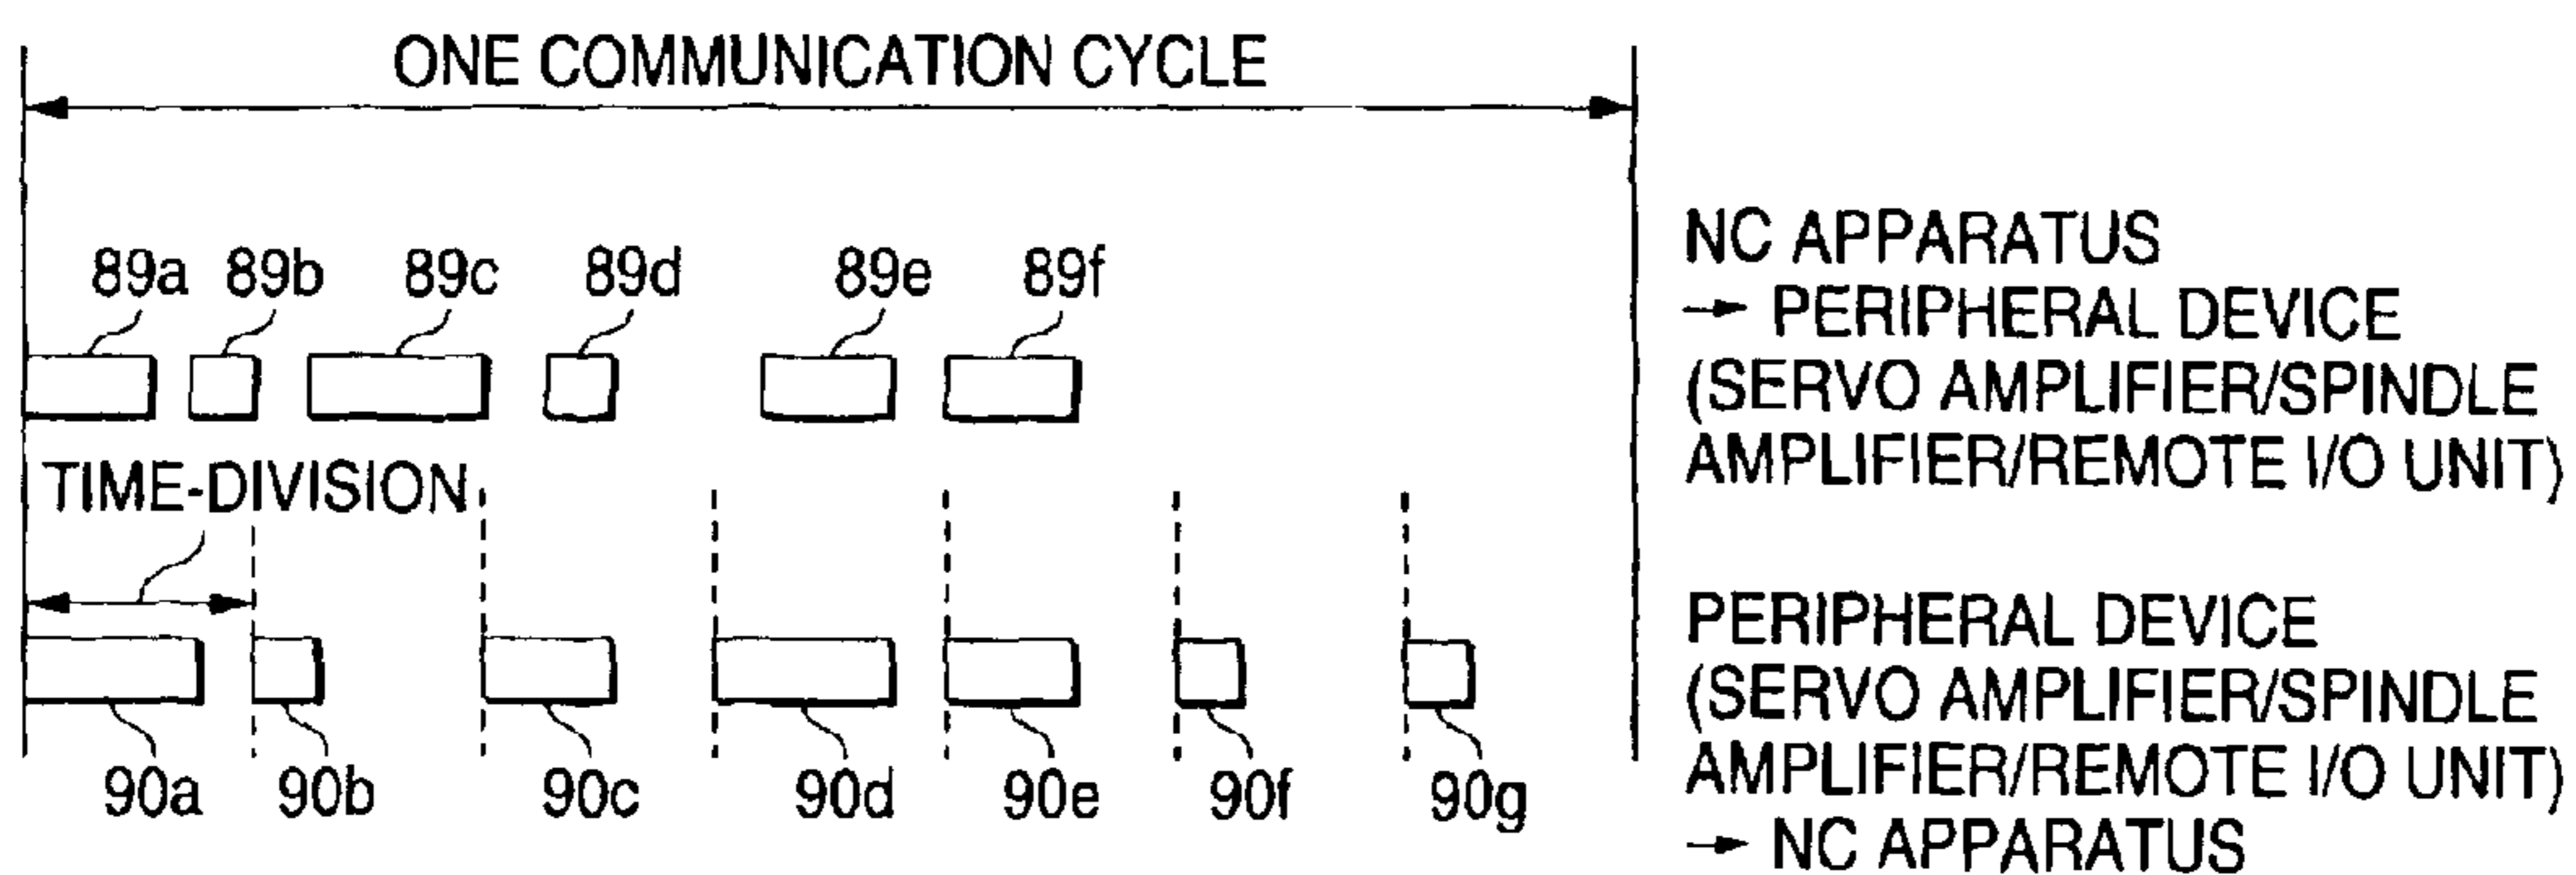 ONE COMMUNICATION CYCLE
89a 89b 89c 89d 89e 89f
NC APPARATUS
→ PERIPHERAL DEVICE
(SERVO AMPLIFIER/SPINDLE
AMPLIFIER/REMOTE I/O UNIT)
TIME-DIVISION
90a 90b 90c 90d 90e 90f 90g
PERIPHERAL DEVICE
(SERVO AMPLIFIER/SPINDLE
AMPLIFIER/REMOTE I/O UNIT)
→ NC APPARATUS